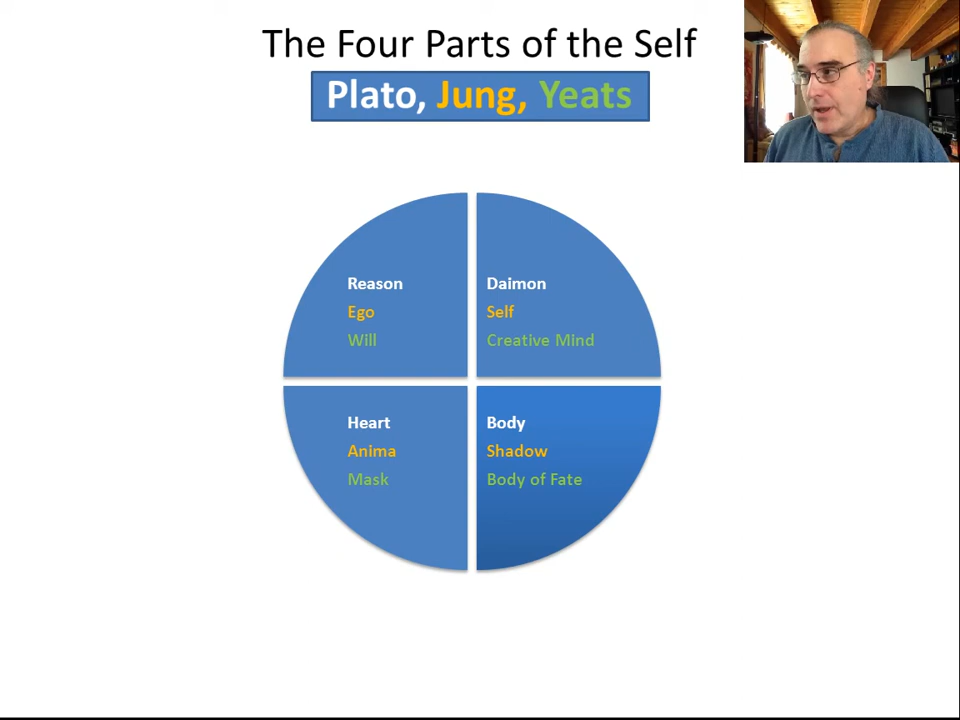 The Four Parts of the Self
Plato, Jung, Yeats
Reason
Ego
Will
Daimon
Self
Creative Mind
Heart
Anima
Mask
Body
Shadow
Body of Fate